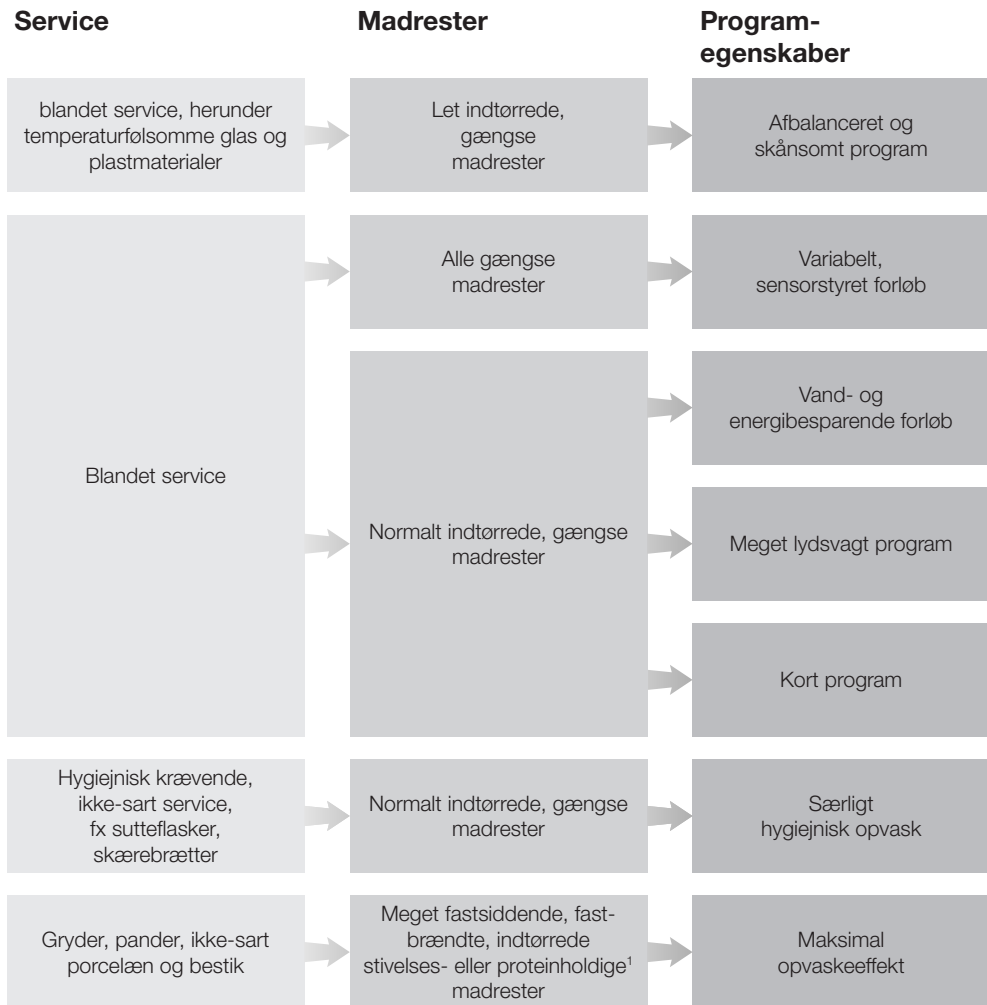 Service
Madrester
Program-
egenskaber
blandet service, herunder
temperaturfølsomme glas og
plastmaterialer
Let indtørrede,
gængse
madrester
Afbalanceret og
skånsomt program
Blandet service
Alle gængse
madrester
Variabelt,
sensorstyret forløb
Normalt indtørrede, gængse
madrester
Vand- og
energibesparende forløb
Meget lydsvagt program
Kort program
Hygiejnisk krævende,
ikke-sart service,
fx sutteflasker,
skærebrætter
Normalt indtørrede, gængse
madrester
Særligt
hygiejnisk opvask
Gryder, pander, ikke-sart
porcelæn og bestik
Meget fastsiddende, fast-
brændte, indtørrede
stivelses- eller proteinholdige¹
madrester
Maksimal
opvaskeeffekt